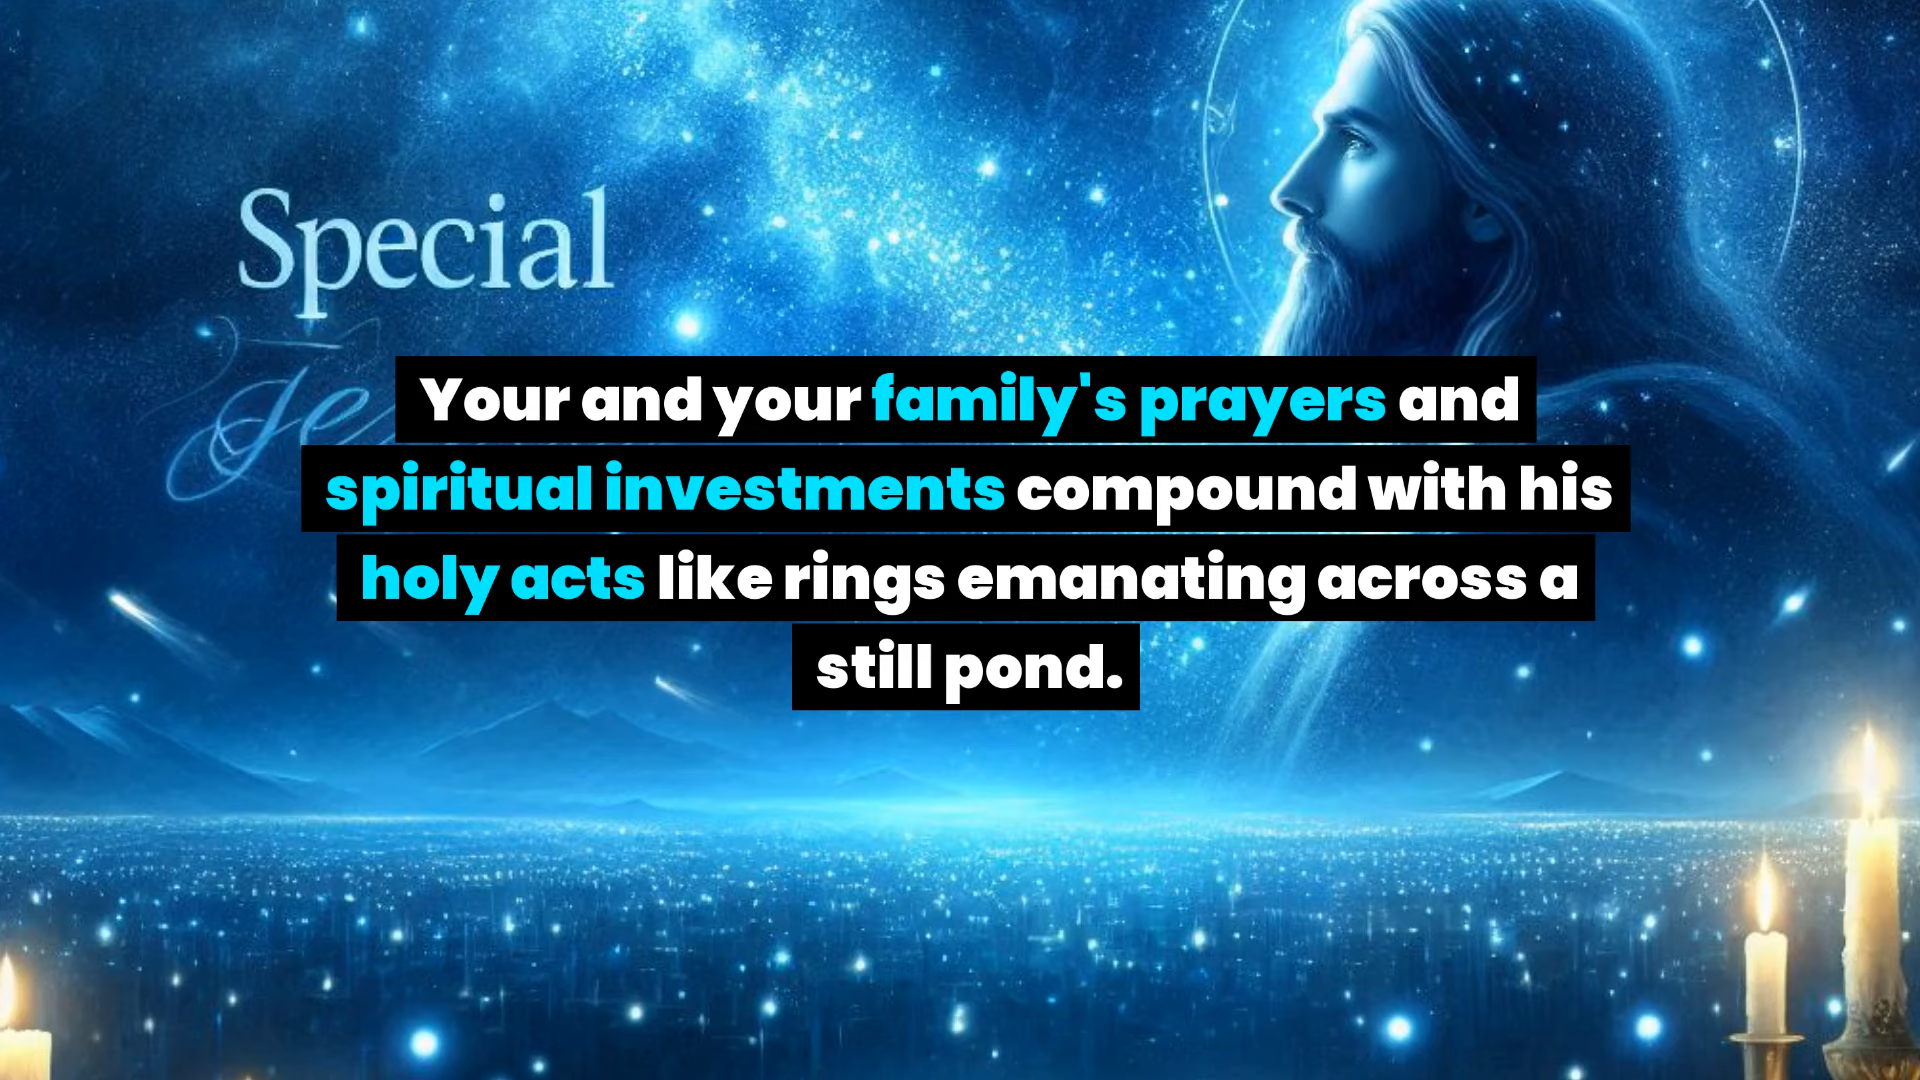 Special
Your and your family's prayers and
spiritual investments compound with his
holy acts like rings emanating across a
still pond.